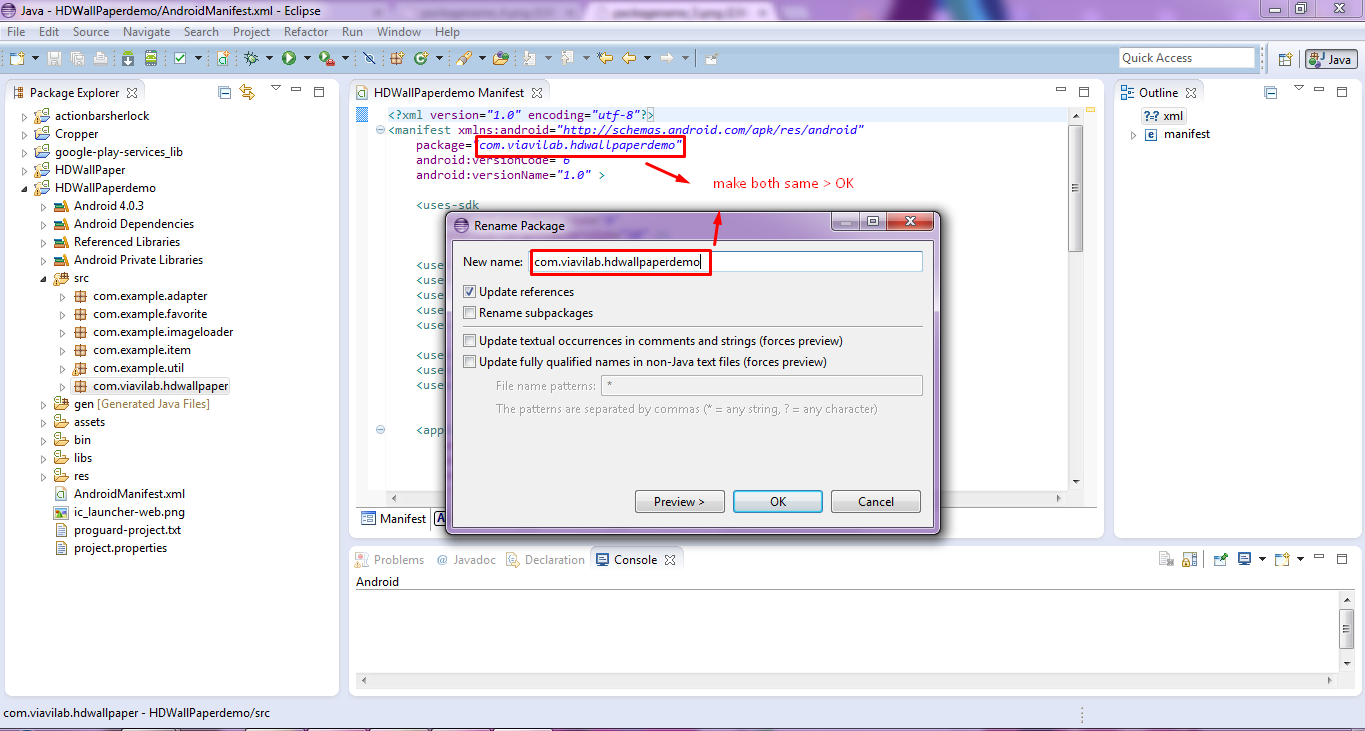 Java - HDWallPaperdemo/AndroidManifest.xml - Eclipse
File Edit Source Navigate Search Project Refactor Run Window Help
Quick Access
Java
Package Explorer
actionbarsherlock
Cropper
google-play-services_lib
HDWallPaper
HDWallPaperdemo
Android 4.0.3
Android Dependencies
Referenced Libraries
Android Private Libraries
src
com.example.adapter
com.example.favorite
com.example.imageloader
com.example.item
com.example.util
com.viavilab.hdwallpaper
gen [Generated Java Files]
assets
bin
libs
res
AndroidManifest.xml
ic_launcher-web.png
proguard-project.txt
project.properties
HDWallPaperdemo Manifest
<?xml version="1.0" encoding="utf-8"?>
<manifest xmlns:android="http://schemas.android.com/apk/res/android"
package="com.viavilab.hdwallpaperdemo"
android:versionCode="6"
android:versionName="1.0" >
make both same > OK
<uses-sdk
<use
<use
<use
<use
<use
<use
<use
<use
<app
Manifest
A
Rename Package
New name: com.viavilab.hdwallpaperdemo
Update references
Rename subpackages
Update textual occurrences in comments and strings (forces preview)
Update fully qualified names in non-Java text files (forces preview)
File name patterns: *
The patterns are separated by commas (* = any string, ? = any character)
Preview > OK Cancel
Outline
?=? xml
e manifest
Problems @ Javadoc Declaration Console
Android
com.viavilab.hdwallpaper - HDWallPaperdemo/src